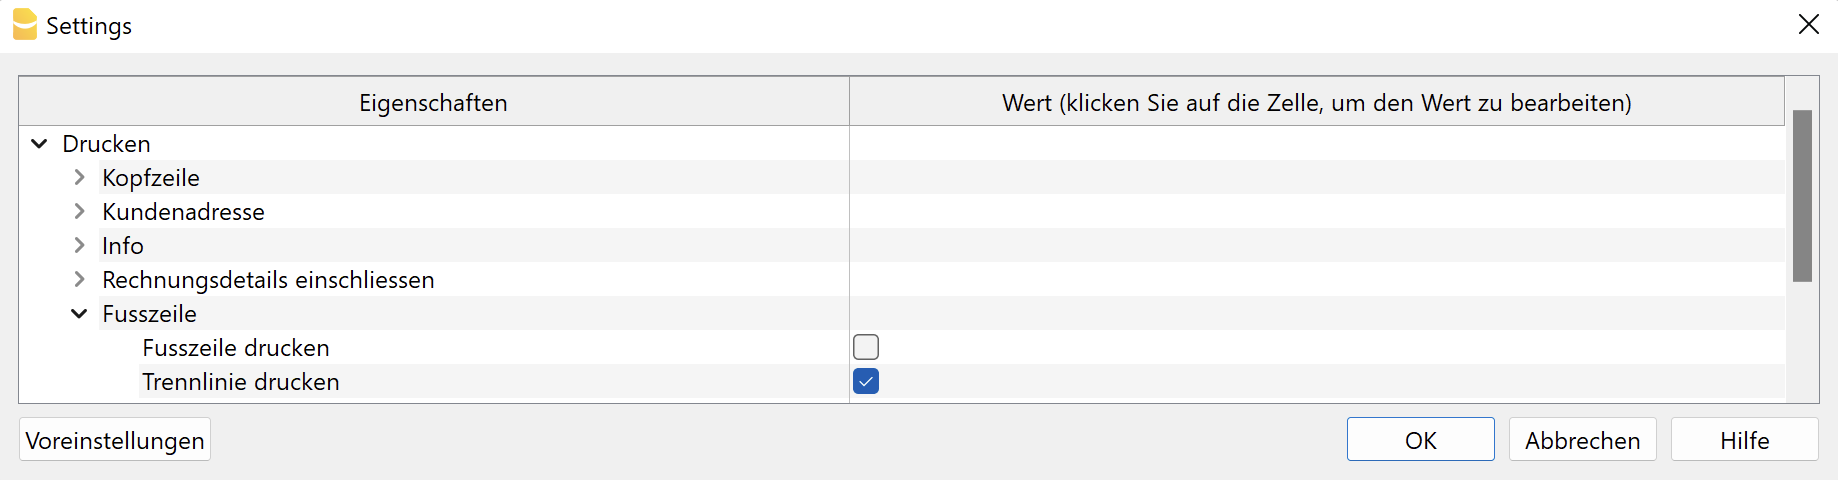 Settings
Eigenschaften
Wert (klicken Sie auf die Zelle, um den Wert zu bearbeiten)
Drucken
Kopfzeile
Kundenadresse
Info
Rechnungsdetails einschliessen
Fusszeile
Fusszeile drucken
Trennlinie drucken
Voreinstellungen
OK
Abbrechen
Hilfe